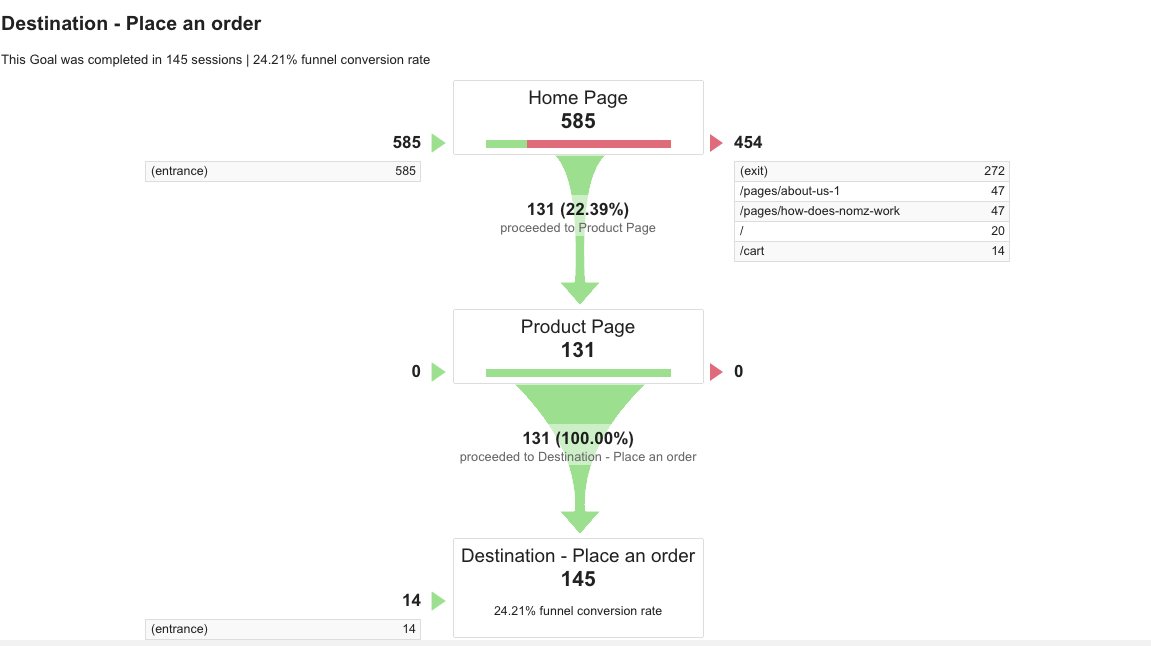 Destination - Place an order
This Goal was completed in 145 sessions | 24.21% funnel conversion rate
Home Page
585
585
(entrance) 585
454
(exit) 272
/pages/about-us-1 47
/pages/how-does-nomz-work 47
/ 20
/cart 14
131 (22.39%)
proceeded to Product Page
Product Page
131
0
0
131 (100.00%)
proceeded to Destination - Place an order
Destination - Place an order
145
24.21% funnel conversion rate
14
(entrance) 14